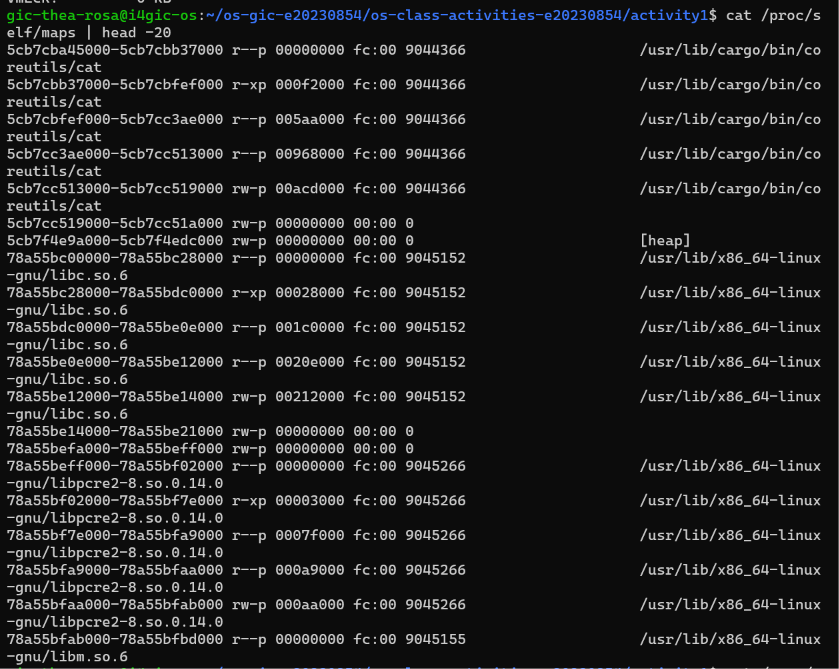 gic-thea-rosa@i4gic-os:~/os-gic-e20230854/os-class-activities-e20230854/activity1$ cat /proc/s
elf/maps | head -20
5cb7cba45000-5cb7cbb37000 r--p 00000000 fc:00 9044366 /usr/lib/cargo/bin/co
reutils/cat
5cb7cbb37000-5cb7cbfef000 r-xp 000f2000 fc:00 9044366 /usr/lib/cargo/bin/co
reutils/cat
5cb7cbfef000-5cb7cc3ae000 r--p 005aa000 fc:00 9044366 /usr/lib/cargo/bin/co
reutils/cat
5cb7cc3ae000-5cb7cc513000 r--p 00968000 fc:00 9044366 /usr/lib/cargo/bin/co
reutils/cat
5cb7cc513000-5cb7cc519000 rw-p 00acd000 fc:00 9044366 /usr/lib/cargo/bin/co
reutils/cat
5cb7cc519000-5cb7cc51a000 rw-p 00000000 00:00 0
5cb7f4e9a000-5cb7f4edc000 rw-p 00000000 00:00 0 [heap]
78a55bc00000-78a55bc28000 r--p 00000000 fc:00 9045152 /usr/lib/x86_64-linux
-gnu/libc.so.6
78a55bc28000-78a55bdc0000 r-xp 00028000 fc:00 9045152 /usr/lib/x86_64-linux
-gnu/libc.so.6
78a55bdc0000-78a55be0e000 r--p 001c0000 fc:00 9045152 /usr/lib/x86_64-linux
-gnu/libc.so.6
78a55be0e000-78a55be12000 r--p 0020e000 fc:00 9045152 /usr/lib/x86_64-linux
-gnu/libc.so.6
78a55be12000-78a55be14000 rw-p 00212000 fc:00 9045152 /usr/lib/x86_64-linux
-gnu/libc.so.6
78a55be14000-78a55be21000 rw-p 00000000 00:00 0
78a55befa000-78a55beff000 rw-p 00000000 00:00 0
78a55beff000-78a55bf02000 r--p 00000000 fc:00 9045266 /usr/lib/x86_64-linux
-gnu/libpcre2-8.so.0.14.0
78a55bf02000-78a55bf7e000 r-xp 00003000 fc:00 9045266 /usr/lib/x86_64-linux
-gnu/libpcre2-8.so.0.14.0
78a55bf7e000-78a55bfa9000 r--p 0007f000 fc:00 9045266 /usr/lib/x86_64-linux
-gnu/libpcre2-8.so.0.14.0
78a55bfa9000-78a55bfaa000 r--p 000a9000 fc:00 9045266 /usr/lib/x86_64-linux
-gnu/libpcre2-8.so.0.14.0
78a55bfaa000-78a55bfab000 rw-p 000aa000 fc:00 9045266 /usr/lib/x86_64-linux
-gnu/libpcre2-8.so.0.14.0
78a55bfab000-78a55bfbd000 r--p 00000000 fc:00 9045155 /usr/lib/x86_64-linux
-gnu/libm.so.6